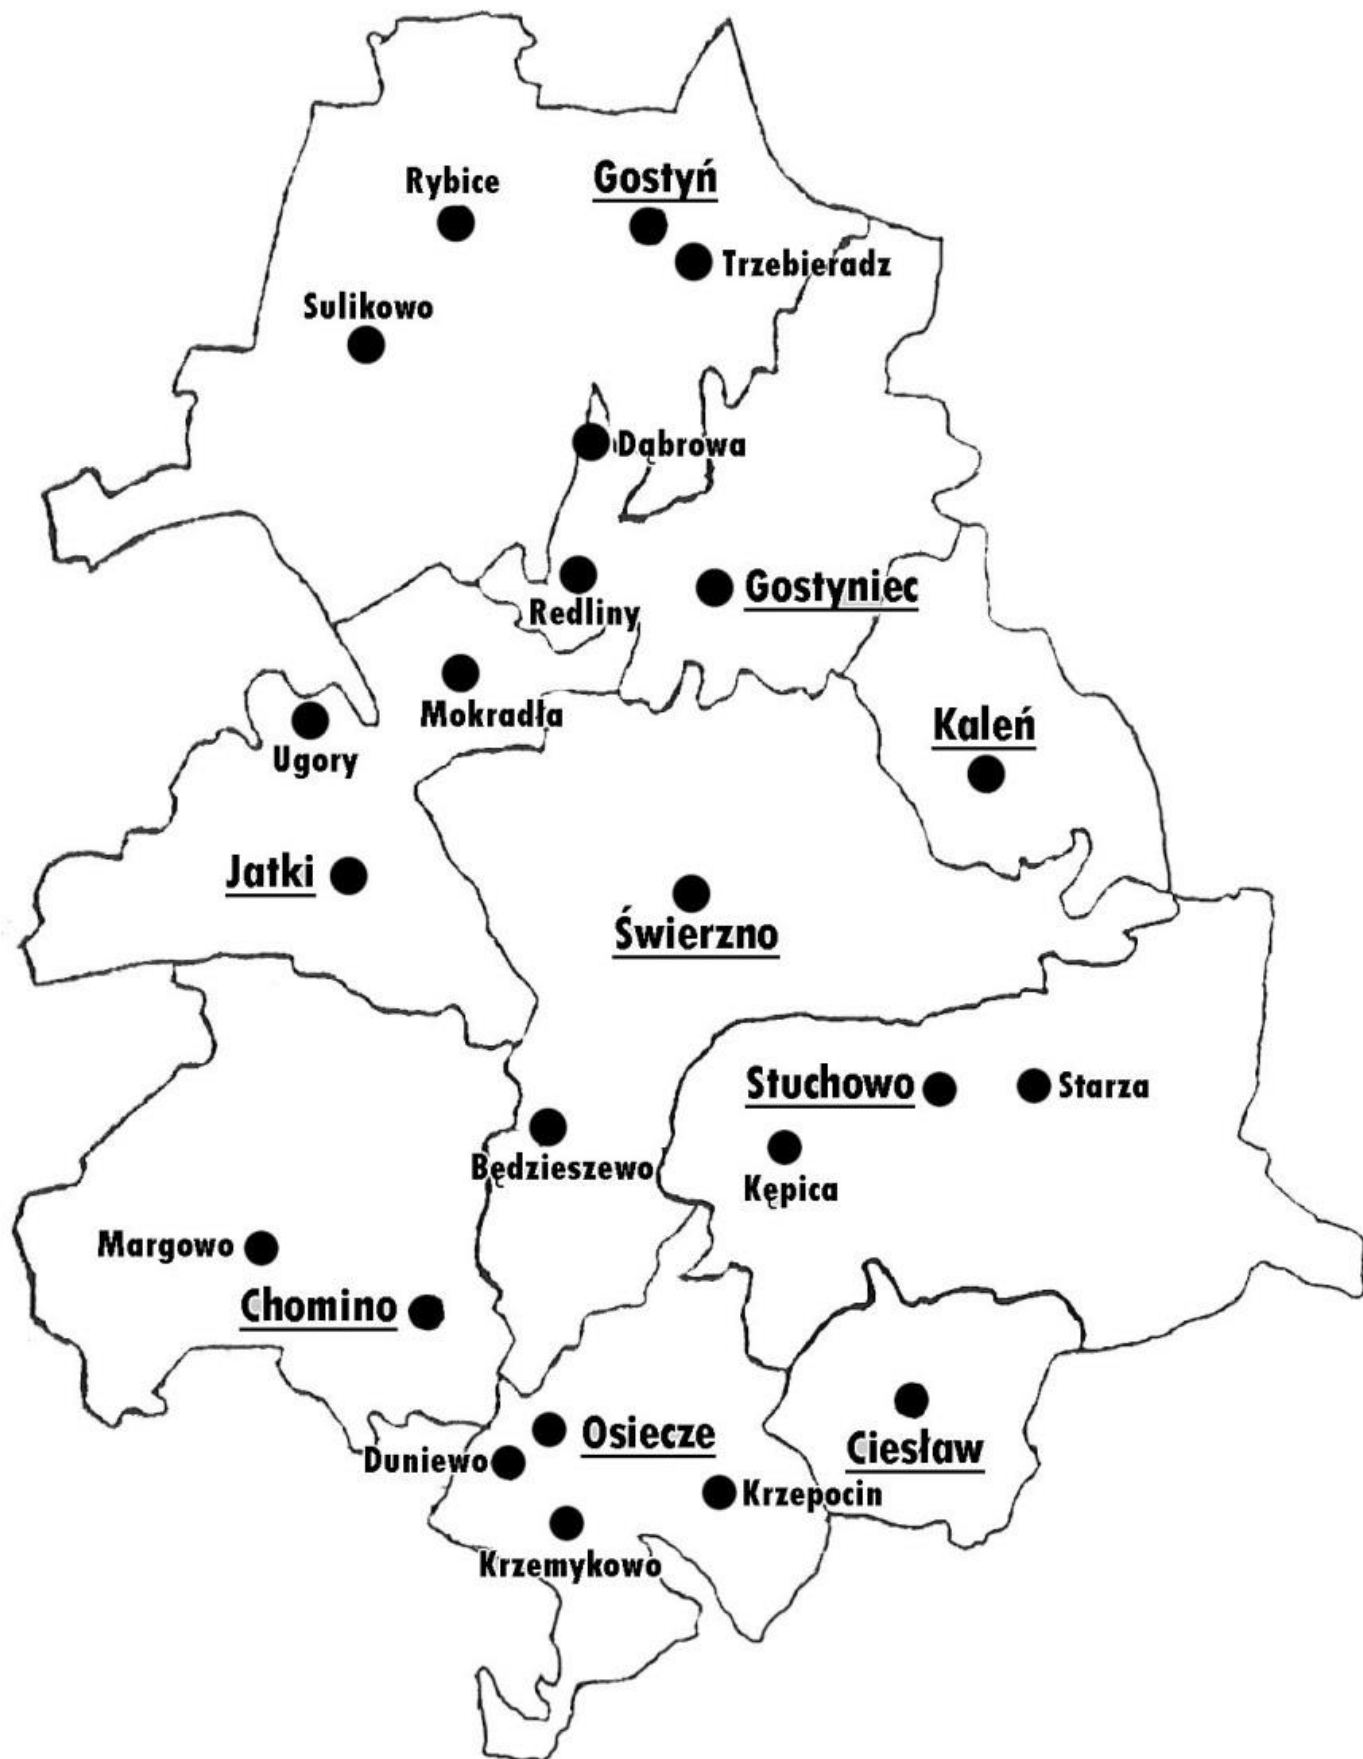 Rybice
Gostyń
Trzebieradz
Sulikowo
Dąbrowa
Redliny
Gostyniec
Mokradła
Ugory
Kaleń
Jatki
Świerzno
Stuchowo
Starza
Będzieszewo
Kępica
Margowo
Chomino
Osiecze
Ciesław
Duniewo
Krzepocin
Krzemykowo